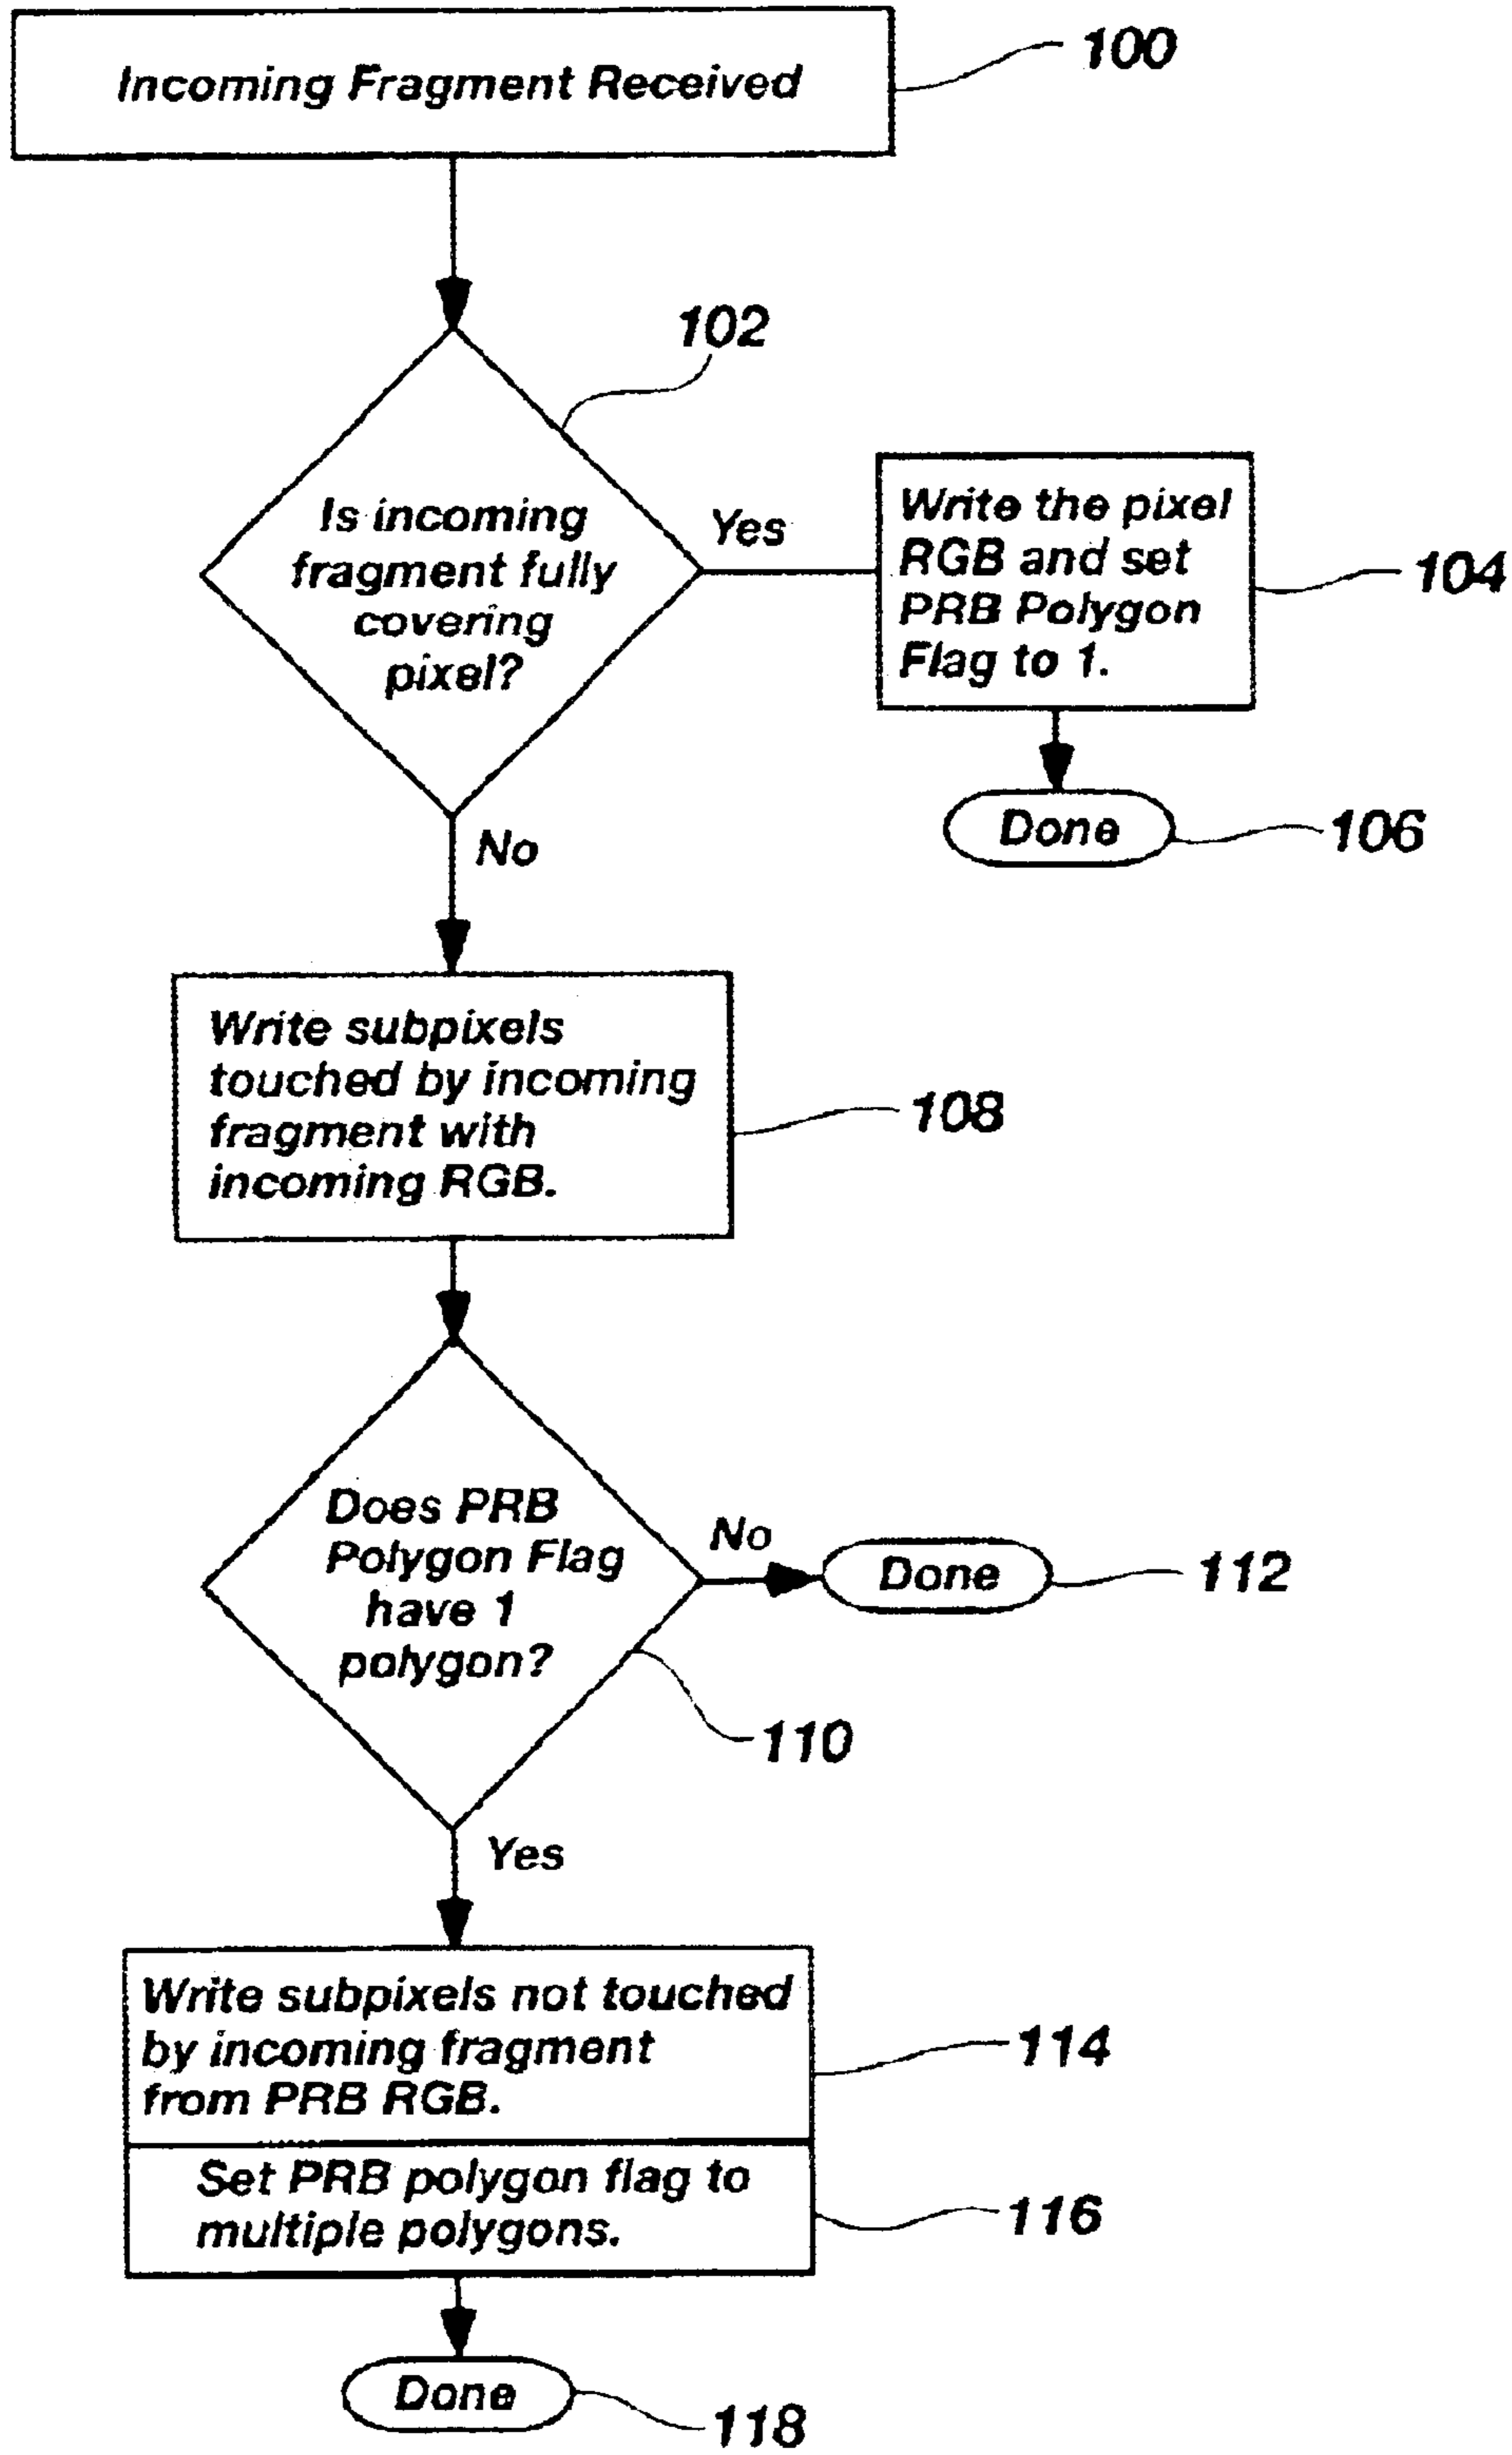 Incoming Fragment Received
100
102
Is incoming
fragment fully
covering
pixel?
Yes
Write the pixel
RGB and set
PRB Polygon
Flag to 1.
104
Done
106
No
Write subpixels
touched by incoming
fragment with
incoming RGB.
108
Does PRB
Polygon Flag
have 1
polygon?
No
Done
112
110
Yes
Write subpixels not touched
by incoming fragment
from PRB RGB.
114
Set PRB polygon flag to
multiple polygons.
116
Done
118